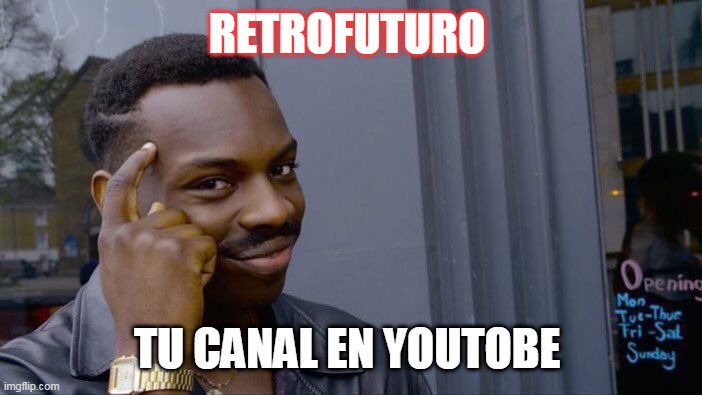 RETROFUTURO
TU CANAL EN YOUTOBE
Opening
Mon
Tue-Thur
Fri-Sat
Sunday
imgflip.com